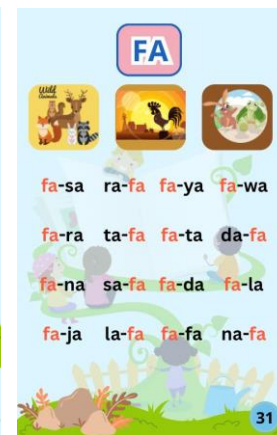 FA
Wild
Animals
fa-sa ra-fa fa-ya fa-wa
fa-ra ta-fa fa-ta da-fa
fa-na sa-fa fa-da fa-la
fa-ja la-fa fa-fa na-fa
31